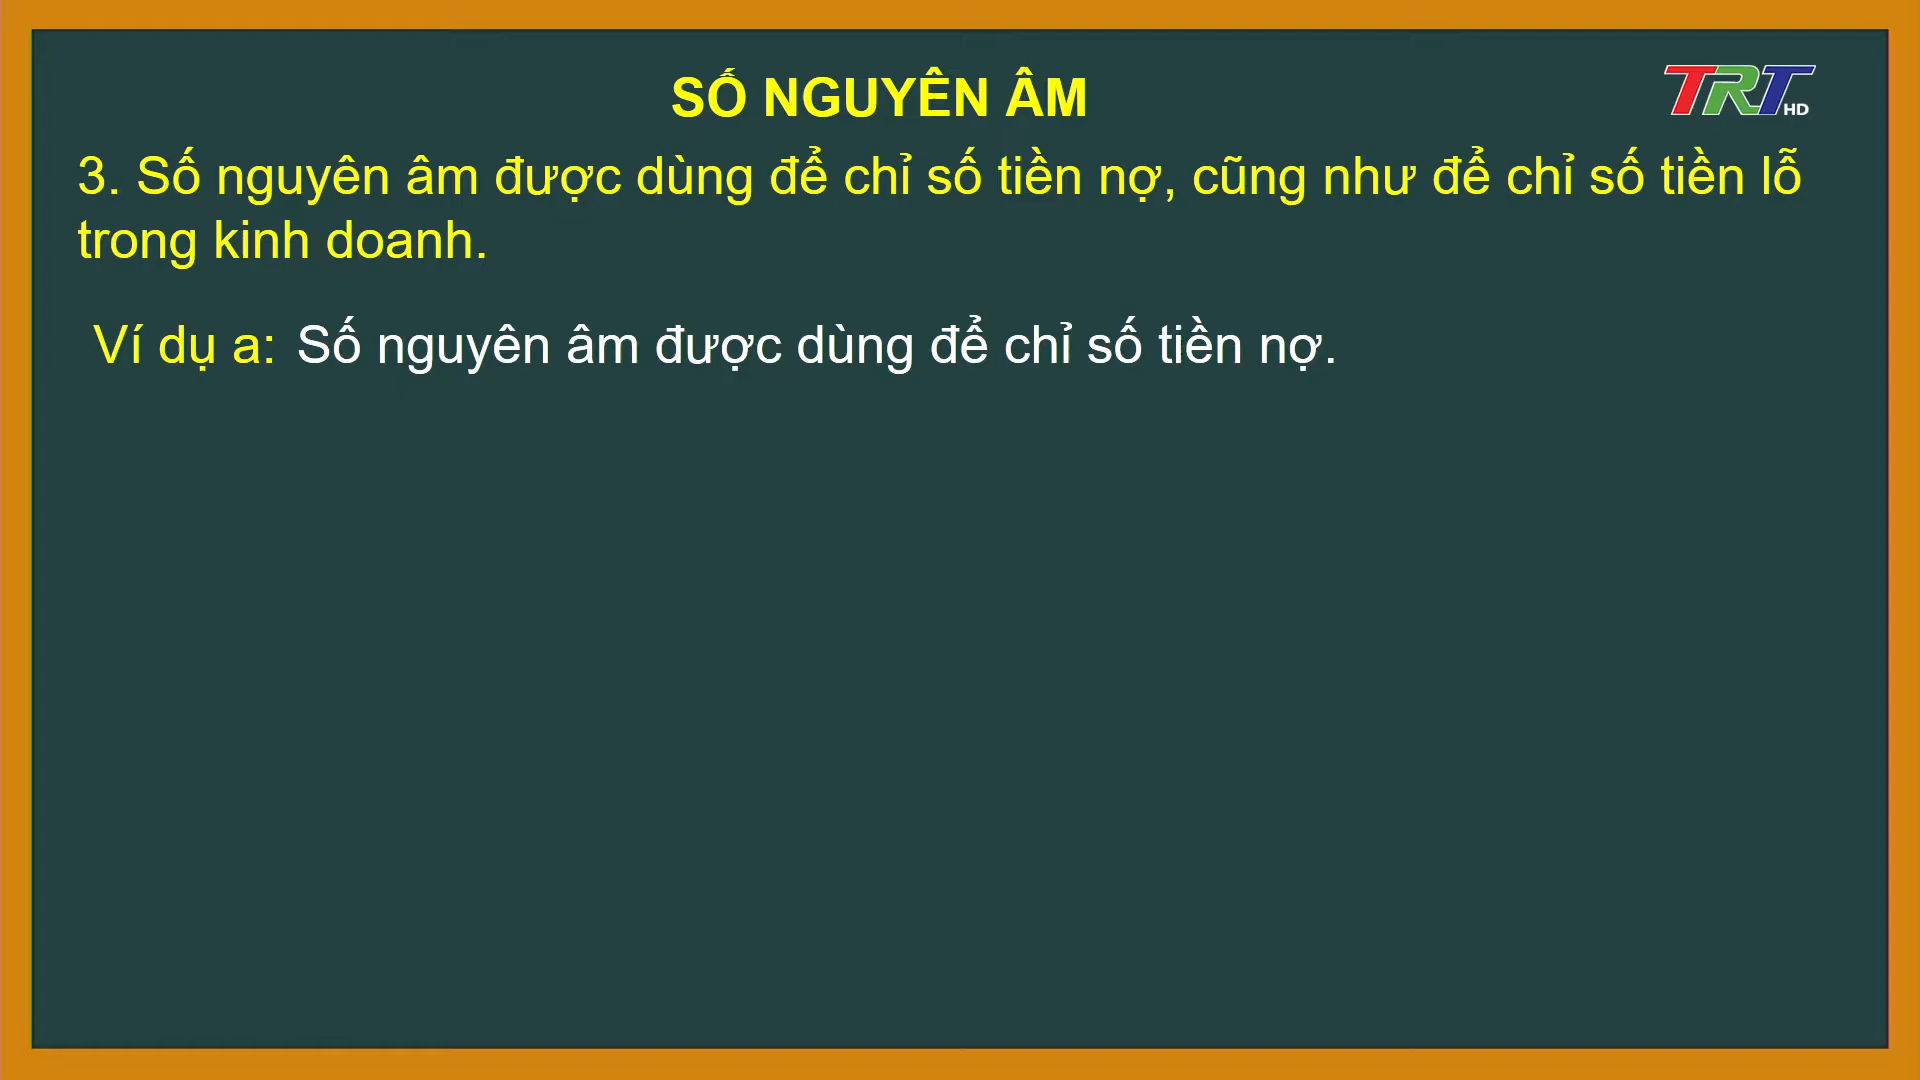 SỐ NGUYÊN ÂM
TRT HD
3. Số nguyên âm được dùng để chỉ số tiền nợ, cũng như để chỉ số tiền lỗ
trong kinh doanh.
Ví dụ a: Số nguyên âm được dùng để chỉ số tiền nợ.